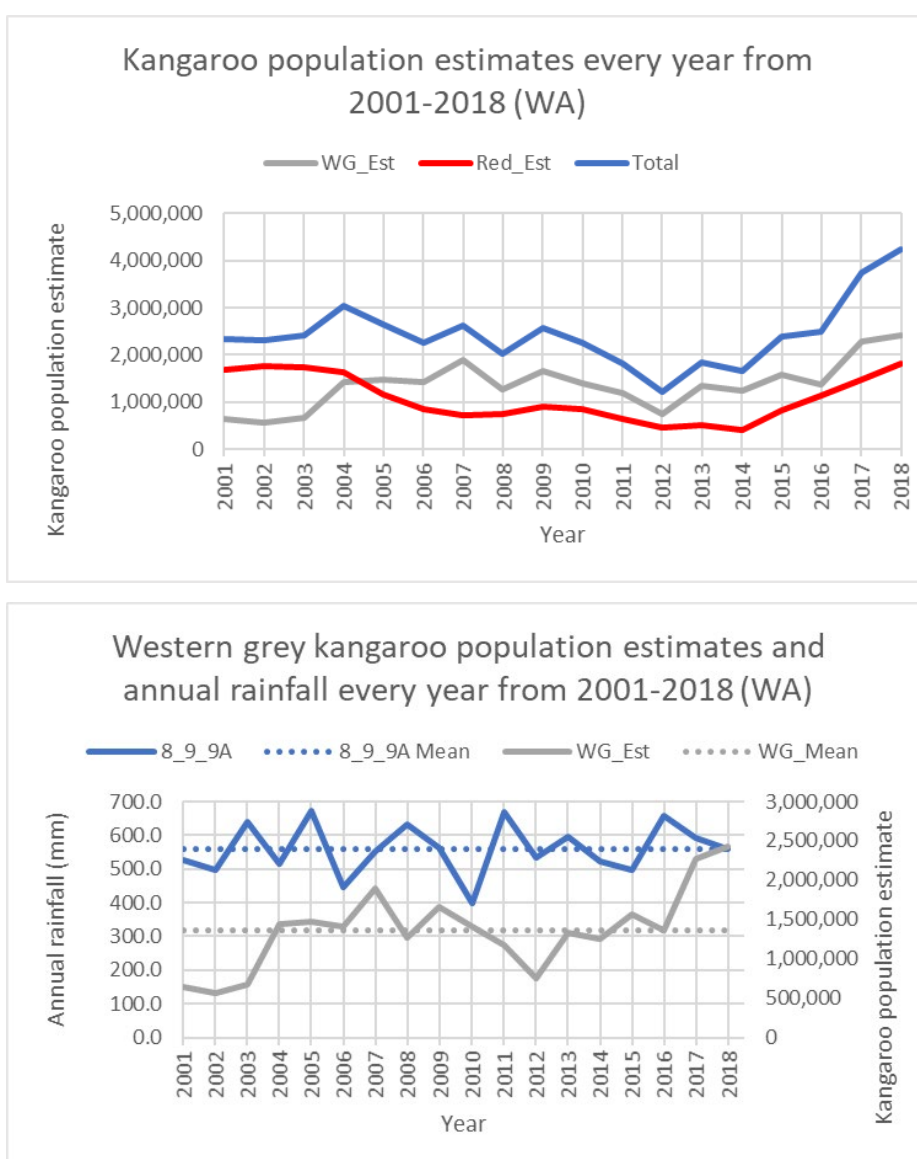 Kangaroo population estimates every year from
2001-2018 (WA)
WG_Est Red_Est Total
Kangaroo population estimate
5,000,000
4,000,000
3,000,000
2,000,000
1,000,000
0
2001 2002 2003 2004 2005 2006 2007 2008 2009 2010 2011 2012 2013 2014 2015 2016 2017 2018
Year
Western grey kangaroo population estimates and
annual rainfall every year from 2001-2018 (WA)
8_9_9A 8_9_9A Mean WG_Est WG_Mean
Annual rainfall (mm)
700.0 3,000,000
600.0 2,500,000
500.0 2,000,000
400.0 1,500,000
300.0 1,000,000
200.0 500,000
100.0 0
0.0
Kangaroo population estimate
2001 2002 2003 2004 2005 2006 2007 2008 2009 2010 2011 2012 2013 2014 2015 2016 2017 2018
Year